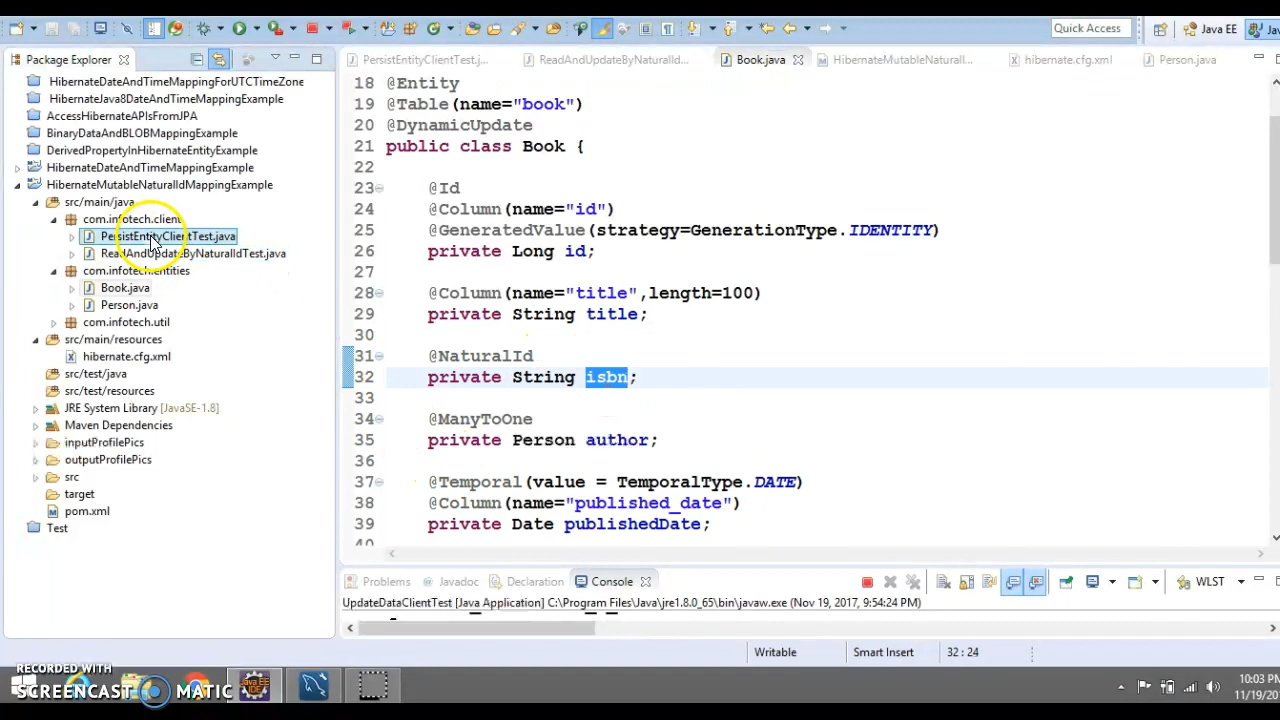 Quick Access
Java EE
Jav
Package Explorer
PersistEntityClientTest.j...
ReadAndUpdateByNaturalId...
Book.java
HibernateMutableNaturalI...
hibernate.cfg.xml
Person.java
HibernateDateAndTimeMappingForUTCTimeZone
HibernateJava8DateAndTimeMappingExample
AccessHibernateAPIsFromJPA
BinaryDataAndBLOBMappingExample
DerivedPropertyInHibernateEntityExample
HibernateDateAndTimeMappingExample
HibernateMutableNaturalIdMappingExample
src/main/java
com.infotech.client
PersistEntityClientTest.java
ReadAndUpdateByNaturalIdTest.java
com.infotech.entities
Book.java
Person.java
com.infotech.util
src/main/resources
hibernate.cfg.xml
src/test/java
src/test/resources
JRE System Library [JavaSE-1.8]
Maven Dependencies
inputProfilePics
outputProfilePics
src
target
pom.xml
Test
18 @Entity
19 @Table(name="book")
20 @DynamicUpdate
21 public class Book {
22
23 @Id
24 @Column(name="id")
25 @GeneratedValue(strategy=GenerationType.IDENTITY)
26 private Long id;
27
28 @Column(name="title",length=100)
29 private String title;
30
31 @NaturalId
32 private String isbn;
33
34 @ManyToOne
35 private Person author;
36
37 @Temporal(value = TemporalType.DATE)
38 @Column(name="published_date")
39 private Date publishedDate;
40
Problems
Javadoc
Declaration
Console
WLST
UpdateDataClientTest [Java Application] C:\Program Files\Java\jre1.8.0_65\bin\javaw.exe (Nov 19, 2017, 9:54:24 PM)
Writable
Smart Insert
32 : 24
RECORDED WITH
SCREENCAST MATIC
Java EE
IDE
10:03 PM
11/19/2017